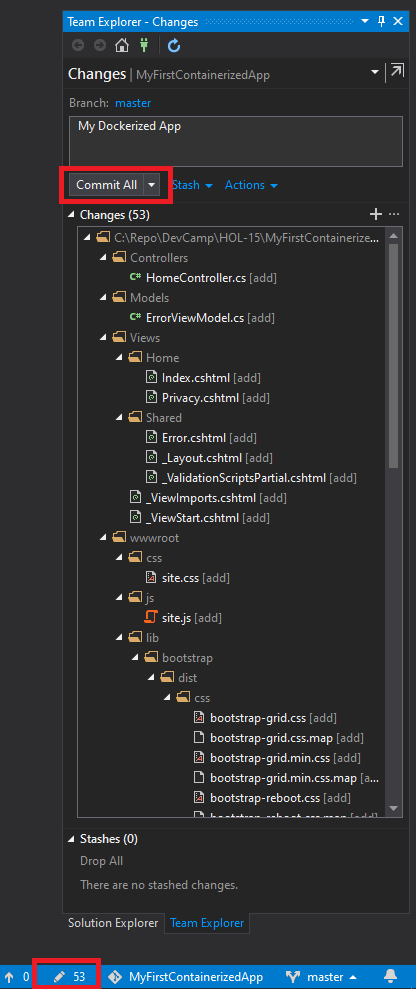 Team Explorer - Changes
Changes | MyFirstContainerizedApp
Branch: master
My Dockerized App
Commit All Stash Actions
Changes (53)
C:\Repo\DevCamp\HOL-15\MyFirstContainerize...
Controllers
C# HomeController.cs [add]
Models
C# ErrorViewModel.cs [add]
Views
Home
Index.cshtml [add]
Privacy.cshtml [add]
Shared
Error.cshtml [add]
_Layout.cshtml [add]
_ValidationScriptsPartial.cshtml [add]
_ViewImports.cshtml [add]
_ViewStart.cshtml [add]
wwwroot
css
site.css [add]
js
site.js [add]
lib
bootstrap
dist
css
bootstrap-grid.css [add]
bootstrap-grid.css.map [add]
bootstrap-grid.min.css [add]
bootstrap-grid.min.css.map [a...
bootstrap-reboot.css [add]
bootstrap-reboot.css.map [add]
Stashes (0)
Drop All
There are no stashed changes.
Solution Explorer Team Explorer
0 53 MyFirstContainerizedApp master